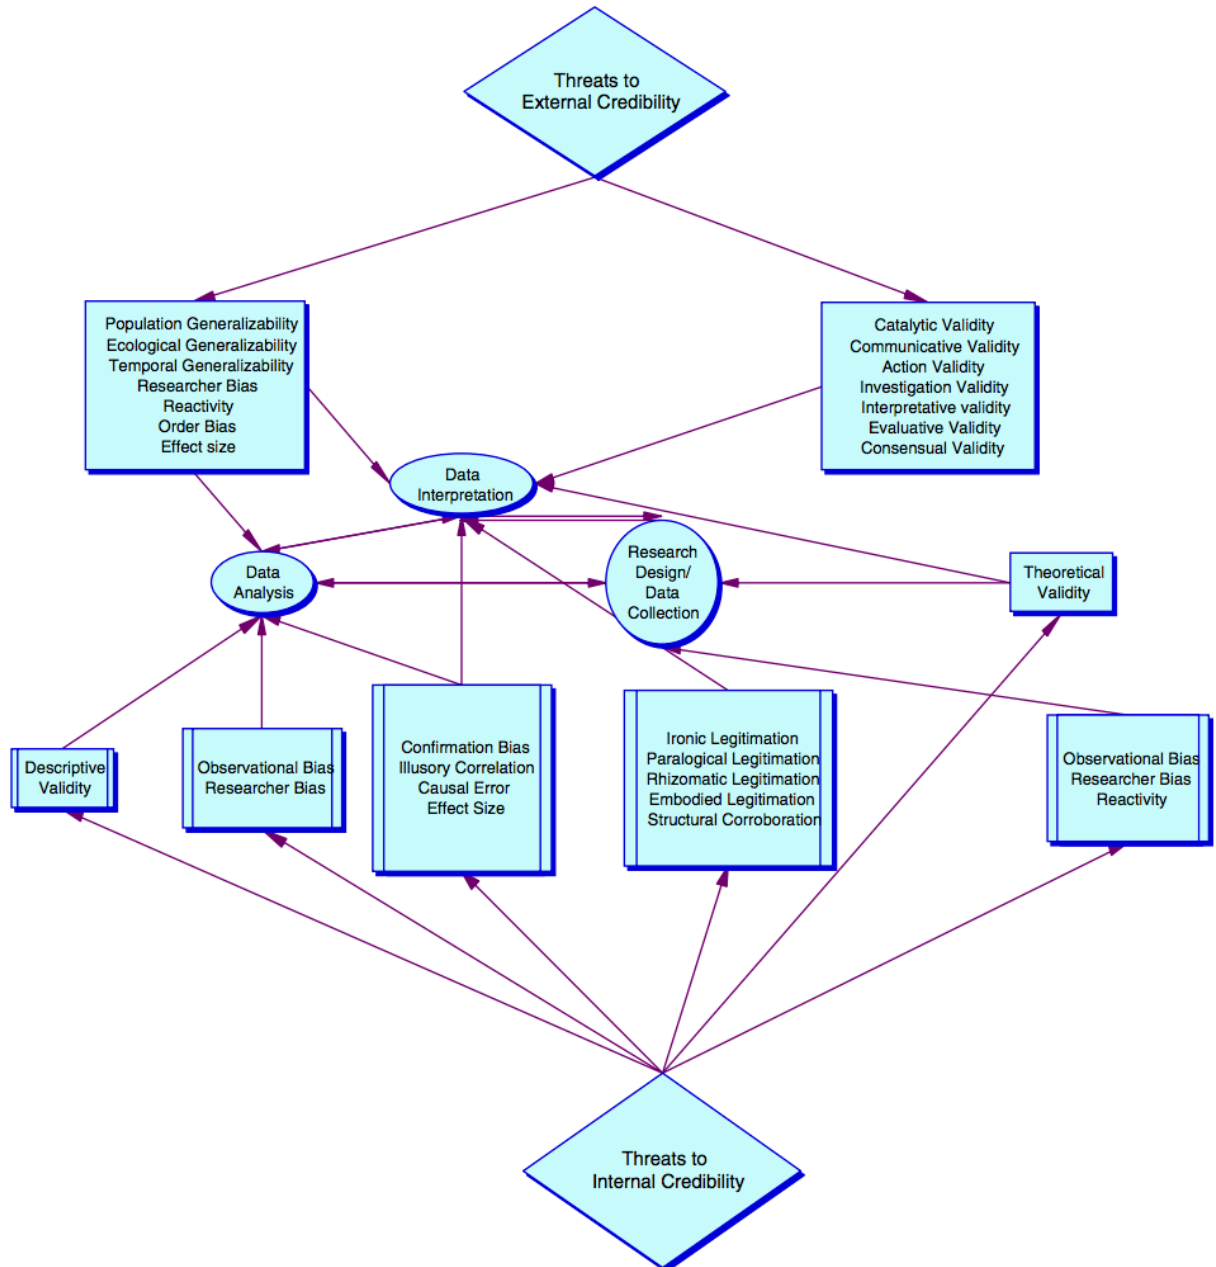 Threats to
External Credibility
Population Generalizability
Ecological Generalizability
Temporal Generalizability
Researcher Bias
Reactivity
Order Bias
Effect size
Catalytic Validity
Communicative Validity
Action Validity
Investigation Validity
Interpretative validity
Evaluative Validity
Consensual Validity
Data
Interpretation
Data
Analysis
Research
Design/
Data
Collection
Theoretical
Validity
Descriptive
Validity
Observational Bias
Researcher Bias
Confirmation Bias
Illusory Correlation
Causal Error
Effect Size
Ironic Legitimation
Paralogical Legitimation
Rhizomatic Legitimation
Embodied Legitimation
Structural Corroboration
Observational Bias
Researcher Bias
Reactivity
Threats to
Internal Credibility